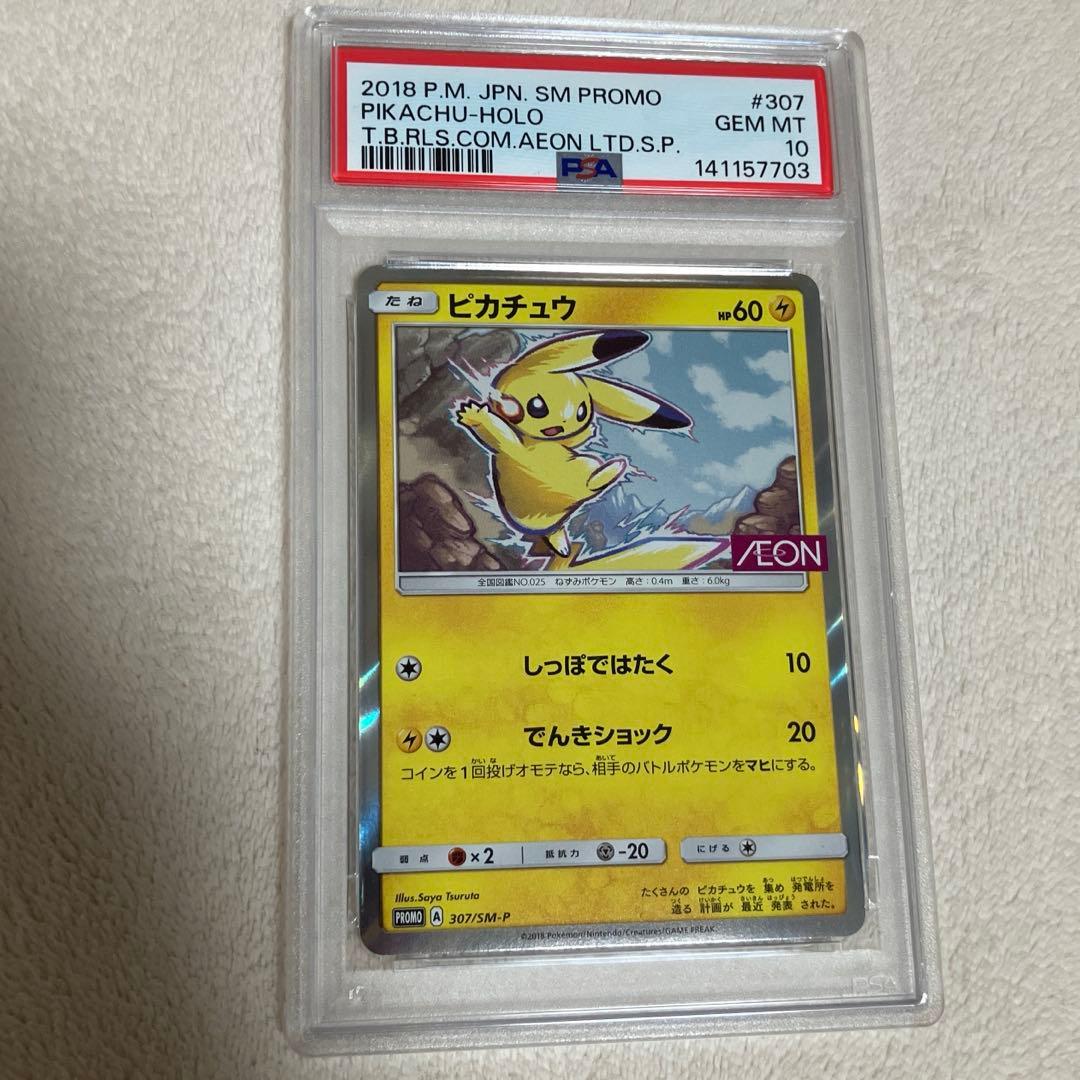 2018 P.M. JPN. SM PROMO #307
PIKACHU-HOLO GEM MT
T.B.RLS.COM.AEON LTD.S.P. 10
PSA 141157703
たね ピカチュウ HP60
ÆON
全国図鑑NO.025 ねずみポケモン 高さ:0.4m 重さ:6.0kg
しっぽではたく 10
でんきショック 20
コインを1回投げオモテなら、相手のバトルポケモンをマヒにする。
弱点 ×2 抵抗力 -20 にげる
Illus.Saya Tsuruta
たくさんの ピカチュウを 集め 発電所を
造る 計画が 最近 発表 された。
PROMO A 307/SM-P
©2018 Pokémon/Nintendo/Creatures/GAME FREAK.
PSA